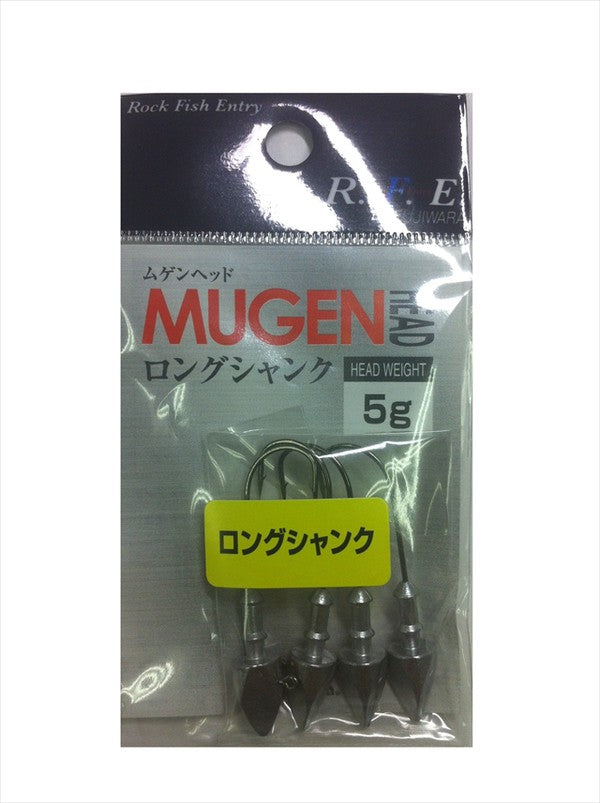 Rock Fish Entry
R. F. E
FUJIWARA
ムゲンヘッド
MUGEN HEAD
ロングシャンク
HEAD WEIGHT
5g
ロングシャンク